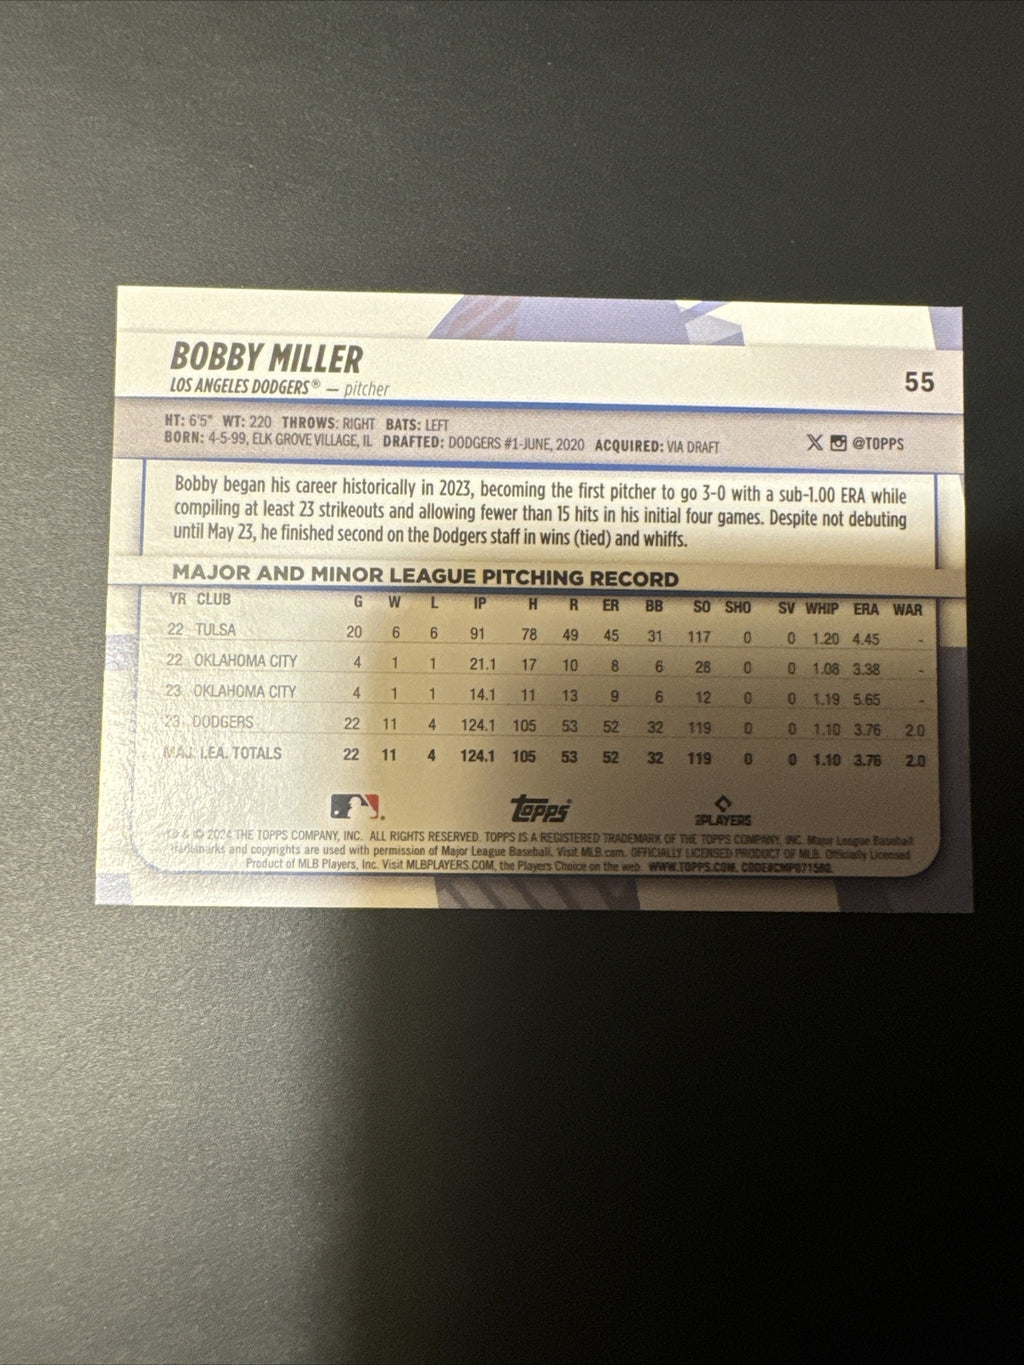 BOBBY MILLER
LOS ANGELES DODGERS® — pitcher
55
HT: 6'5" WT: 220 THROWS: RIGHT BATS: LEFT
BORN: 4-5-99, ELK GROVE VILLAGE, IL DRAFTED: DODGERS #1-JUNE, 2020 ACQUIRED: VIA DRAFT
@TOPPS
Bobby began his career historically in 2023, becoming the first pitcher to go 3-0 with a sub-1.00 ERA while
compiling at least 23 strikeouts and allowing fewer than 15 hits in his initial four games. Despite not debuting
until May 23, he finished second on the Dodgers staff in wins (tied) and whiffs.
MAJOR AND MINOR LEAGUE PITCHING RECORD
YR CLUB G W L IP H R ER BB SO SHO SV WHIP ERA WAR
22 TULSA 20 6 6 91 78 49 45 31 117 0 0 1.20 4.45 -
22 OKLAHOMA CITY 4 1 1 21.1 17 10 8 6 28 0 0 1.08 3.38 -
23 OKLAHOMA CITY 4 1 1 14.1 11 13 9 6 12 0 0 1.19 5.65 -
23 DODGERS 22 11 4 124.1 105 53 52 32 119 0 0 1.10 3.76 2.0
MAJ. LEA. TOTALS 22 11 4 124.1 105 53 52 32 119 0 0 1.10 3.76 2.0
topps
PLAYERS
® & © 2024 THE TOPPS COMPANY, INC. ALL RIGHTS RESERVED. TOPPS IS A REGISTERED TRADEMARK OF THE TOPPS COMPANY, INC. Major League Baseball
trademarks and copyrights are used with permission of Major League Baseball. Visit MLB.com. OFFICIALLY LICENSED PRODUCT OF MLB. Officially Licensed
Product of MLB Players, Inc. Visit MLBPLAYERS.COM, the Players Choice on the web. WWW.TOPPS.COM. CODE#CMP071580.